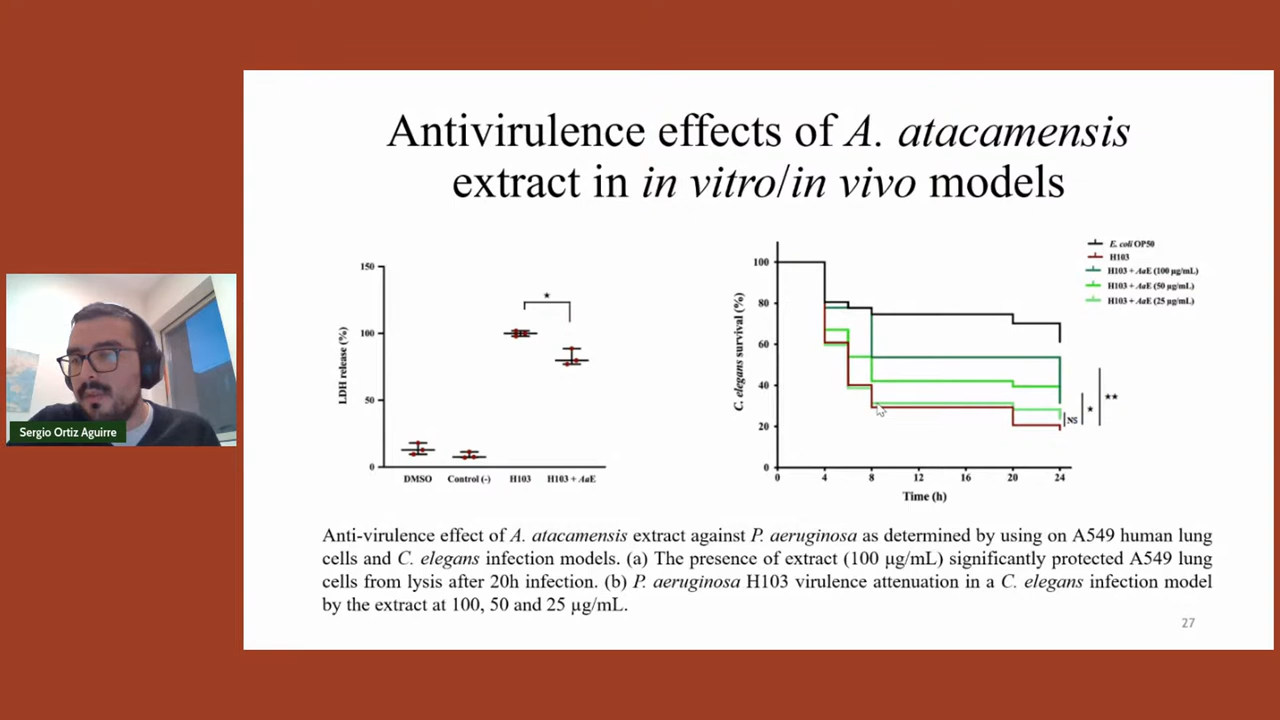 Antivirulence effects of A. atacamensis
extract in in vitro/in vivo models
150
100
50
0
LDH release (%)
*
DMSO
Control (-)
H103
H103 + AaE
100
80
60
40
20
0
C. elegans survival (%)
0
4
8
12
16
20
24
Time (h)
E. coli OP50
H103
H103 + AaE (100 µg/mL)
H103 + AaE (50 µg/mL)
H103 + AaE (25 µg/mL)
NS
*
**
Anti-virulence effect of A. atacamensis extract against P. aeruginosa as determined by using on A549 human lung
cells and C. elegans infection models. (a) The presence of extract (100 µg/mL) significantly protected A549 lung
cells from lysis after 20h infection. (b) P. aeruginosa H103 virulence attenuation in a C. elegans infection model
by the extract at 100, 50 and 25 µg/mL.
27
Sergio Ortiz Aguirre